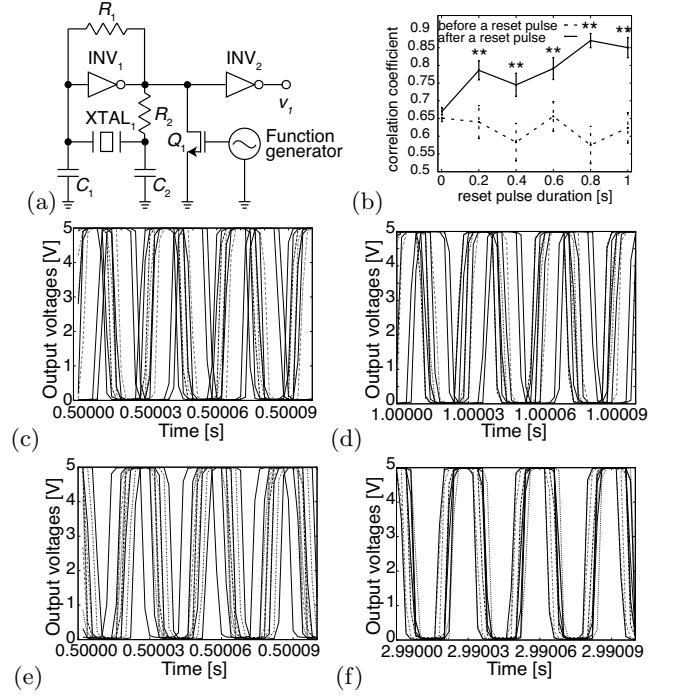 R1
INV1
INV2
v1
XTAL1
R2
Q1
Function
generator
C1
C2
(a)
0.9
0.85
0.8
0.75
0.7
0.65
0.6
0.55
0.5
correlation coefficient
before a reset pulse
after a reset pulse
** ** ** ** **
0 0.2 0.4 0.6 0.8 1
reset pulse duration [s]
(b)
5
4
3
2
1
0
Output voltages [V]
0.50000 0.50003 0.50006 0.50009
Time [s]
(c)
5
4
3
2
1
0
Output voltages [V]
1.00000 1.00003 1.00006 1.00009
Time [s]
(d)
5
4
3
2
1
0
Output voltages [V]
0.50000 0.50003 0.50006 0.50009
Time [s]
(e)
5
4
3
2
1
0
Output voltages [V]
2.99000 2.99003 2.99006 2.99009
Time [s]
(f)